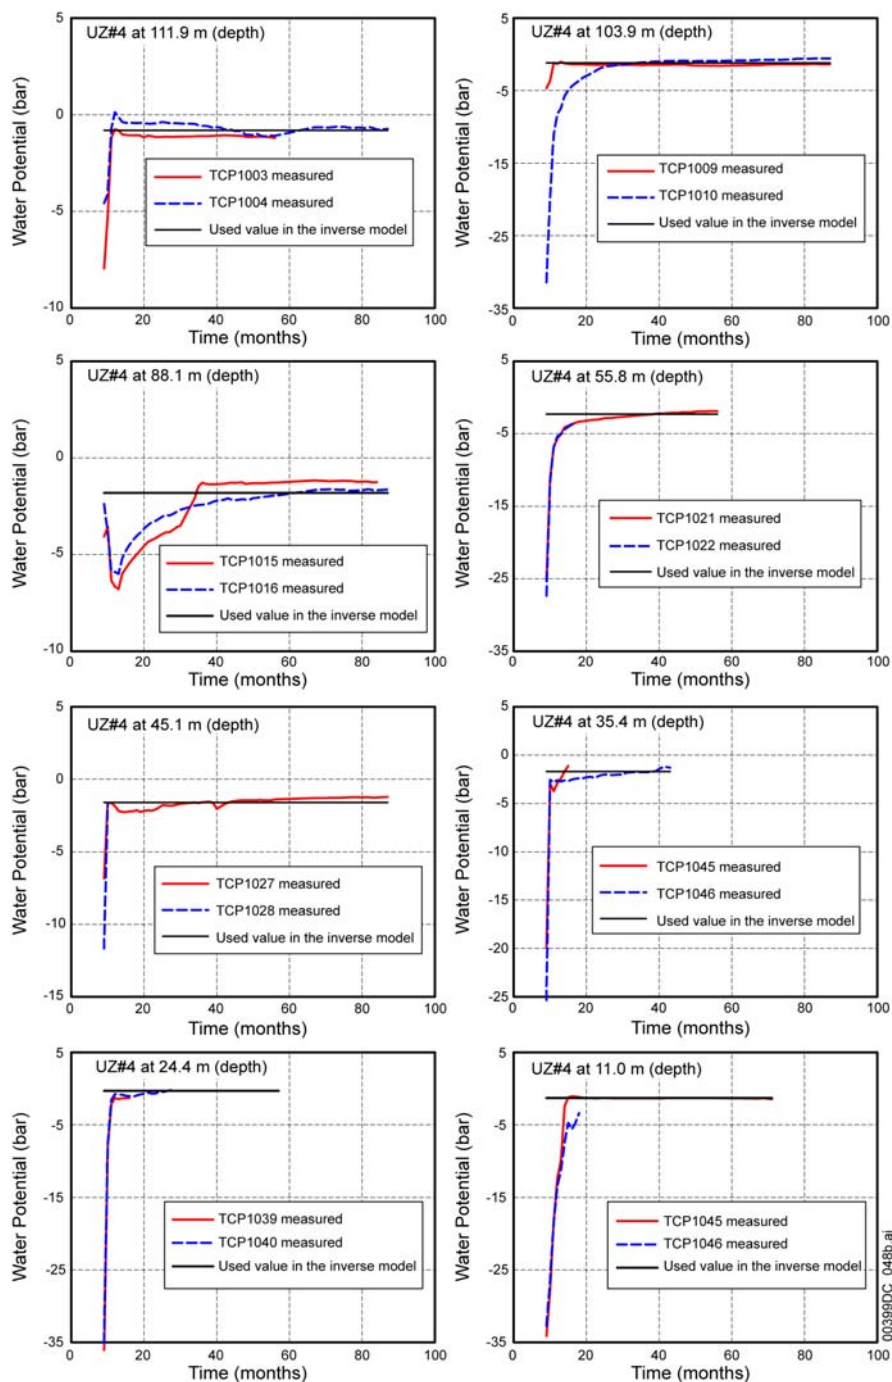 UZ#4 at 111.9 m (depth)
Water Potential (bar)
5
0
-5
-10
TCP1003 measured
TCP1004 measured
Used value in the inverse model
0 20 40 60 80 100
Time (months)
UZ#4 at 103.9 m (depth)
Water Potential (bar)
5
-5
-15
-25
-35
TCP1009 measured
TCP1010 measured
Used value in the inverse model
0 20 40 60 80 100
Time (months)
UZ#4 at 88.1 m (depth)
Water Potential (bar)
5
0
-5
-10
TCP1015 measured
TCP1016 measured
Used value in the inverse model
0 20 40 60 80 100
Time (months)
UZ#4 at 55.8 m (depth)
Water Potential (bar)
5
-5
-15
-25
-35
TCP1021 measured
TCP1022 measured
Used value in the inverse model
0 20 40 60 80 100
Time (months)
UZ#4 at 45.1 m (depth)
Water Potential (bar)
5
0
-5
-10
-15
TCP1027 measured
TCP1028 measured
Used value in the inverse model
0 20 40 60 80 100
Time (months)
UZ#4 at 35.4 m (depth)
Water Potential (bar)
5
0
-5
-10
-15
-20
-25
TCP1045 measured
TCP1046 measured
Used value in the inverse model
0 20 40 60 80 100
Time (months)
UZ#4 at 24.4 m (depth)
Water Potential (bar)
5
-5
-15
-25
-35
TCP1039 measured
TCP1040 measured
Used value in the inverse model
0 20 40 60 80 100
Time (months)
UZ#4 at 11.0 m (depth)
Water Potential (bar)
5
-5
-15
-25
-35
TCP1045 measured
TCP1046 measured
Used value in the inverse model
0 20 40 60 80 100
Time (months)
00399DC_048b.ai